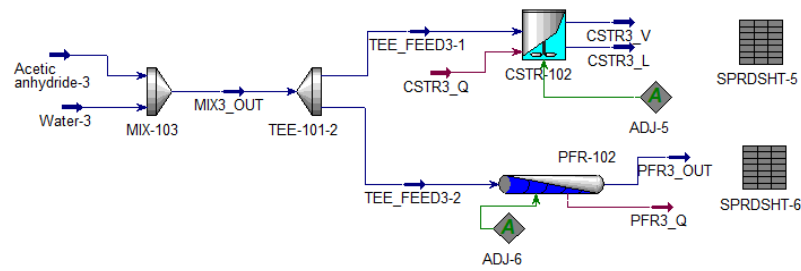 TEE_FEED3-1
CSTR3_V
CSTR3_L
Acetic
anhydride-3
CSTR3_Q
CSTR-102
SPRDSHT-5
Water-3
MIX-103
MIX3_OUT
TEE-101-2
A
ADJ-5
PFR-102
PFR3_OUT
TEE_FEED3-2
PFR3_Q
SPRDSHT-6
A
ADJ-6